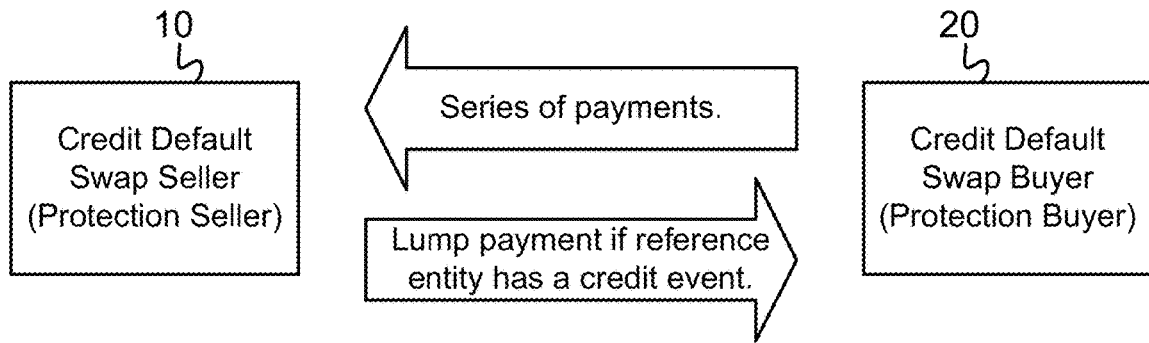 10
20
Credit Default
Swap Seller
(Protection Seller)
Series of payments.
Lump payment if reference
entity has a credit event.
Credit Default
Swap Buyer
(Protection Buyer)